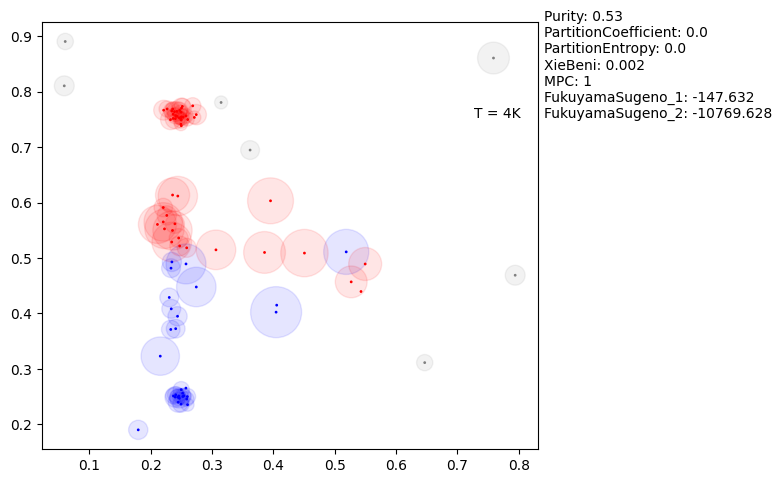 Purity: 0.53
PartitionCoefficient: 0.0
PartitionEntropy: 0.0
XieBeni: 0.002
MPC: 1
FukuyamaSugeno_1: -147.632
FukuyamaSugeno_2: -10769.628
T = 4K
0.9
0.8
0.7
0.6
0.5
0.4
0.3
0.2
0.1 0.2 0.3 0.4 0.5 0.6 0.7 0.8